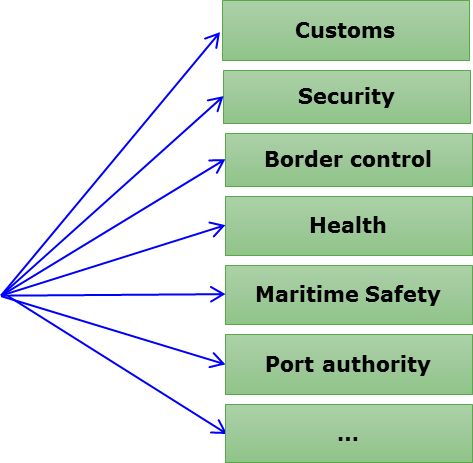 Customs
Security
Border control
Health
Maritime Safety
Port authority
...